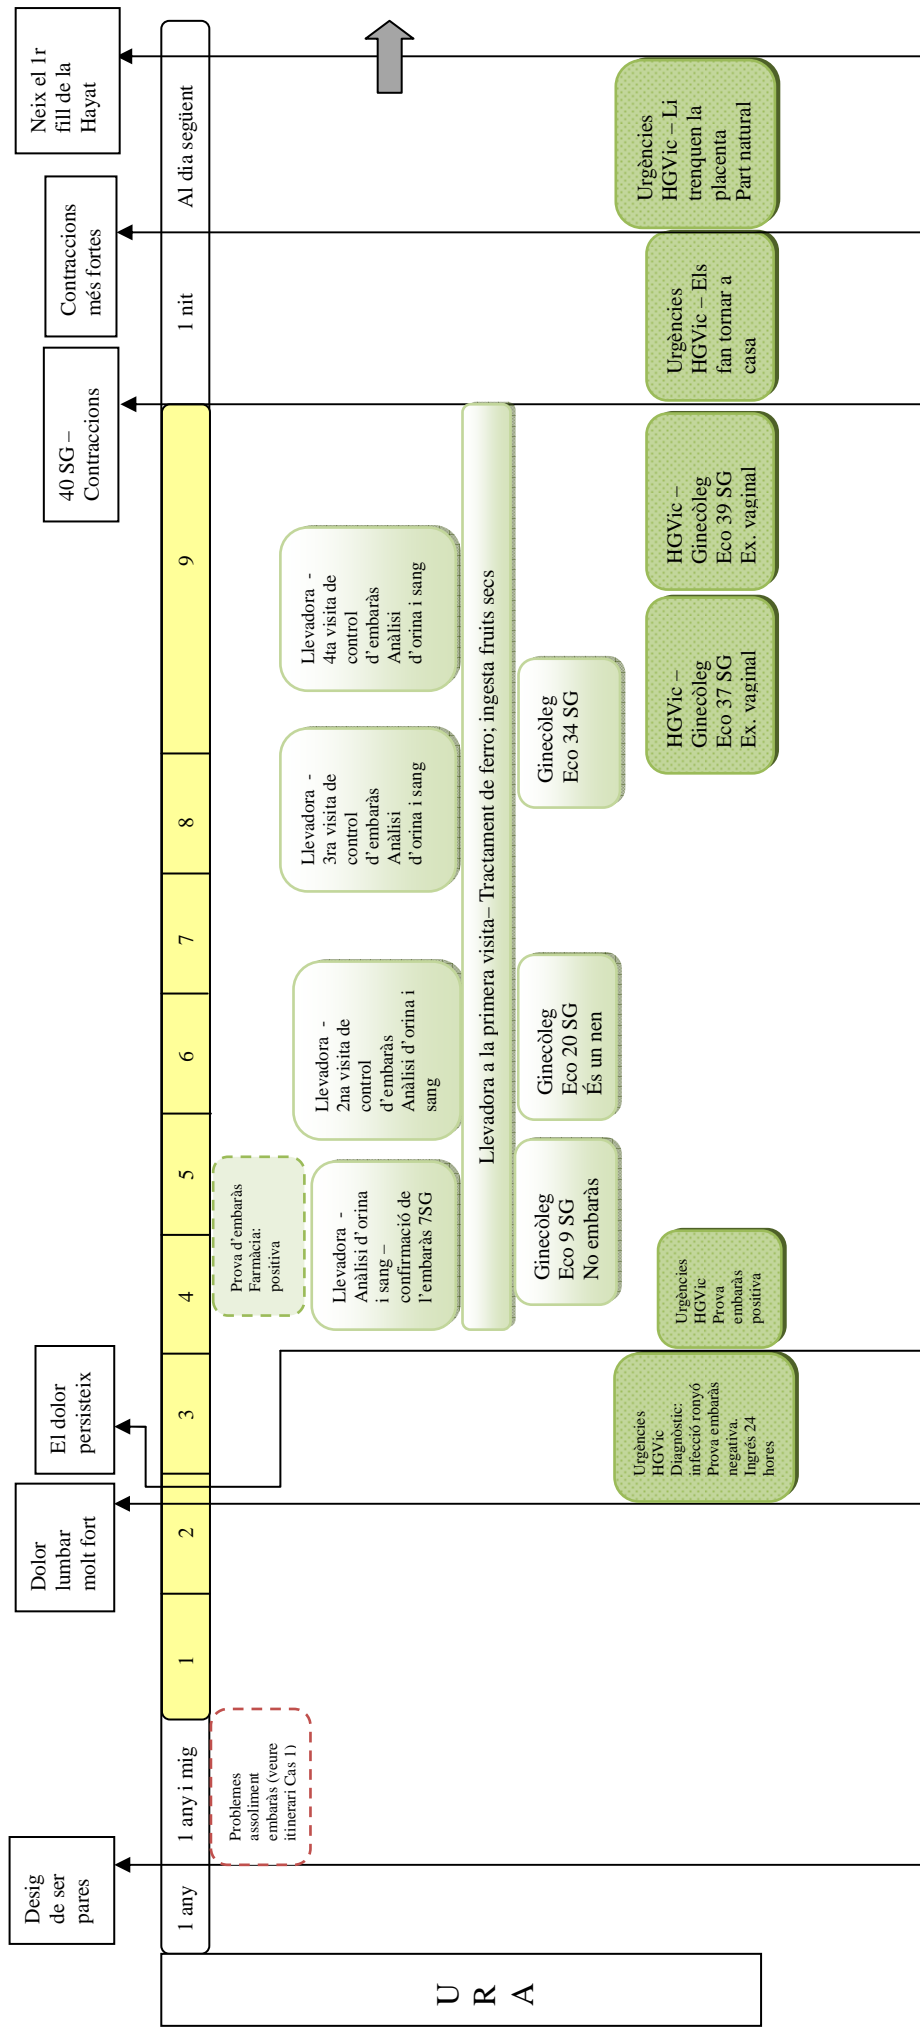 Desig
de ser
pares
Dolor
lumbar
molt fort
El dolor
persisteix
40 SG –
Contraccions
Contraccions
més fortes
Neix el 1r
fill de la
Hayat
1 any
1 any i mig
1
2
3
4
5
6
7
8
9
1 nit
Al dia següent
U
R
A
Problemes
assoliment
embaràs (veure
itinerari Cas 1)
Prova d'embaràs
Farmàcia:
positiva
Llevadora -
Anàlisi d'orina
i sang –
confirmació de
l'embaràs 7SG
Llevadora -
2na visita de
control
d'embaràs
Anàlisi d'orina i
sang
Llevadora -
3ra visita de
control
d'embaràs
Anàlisi
d'orina i sang
Llevadora -
4ta visita de
control
d'embaràs
Anàlisi
d'orina i sang
Llevadora a la primera visita– Tractament de ferro; ingesta fruits secs
Ginecòleg
Eco 9 SG
No embaràs
Ginecòleg
Eco 20 SG
És un nen
Ginecòleg
Eco 34 SG
Urgències
HGVic
Diagnòstic:
infecció ronyó
Prova embaràs
negativa.
Ingrés 24
hores
Urgències
HGVic
Prova
embaràs
positiva
HGVic –
Ginecòleg
Eco 37 SG
Ex. vaginal
HGVic –
Ginecòleg
Eco 39 SG
Ex. vaginal
Urgències
HGVic – Els
fan tornar a
casa
Urgències
HGVic – Li
trenquen la
placenta
Part natural